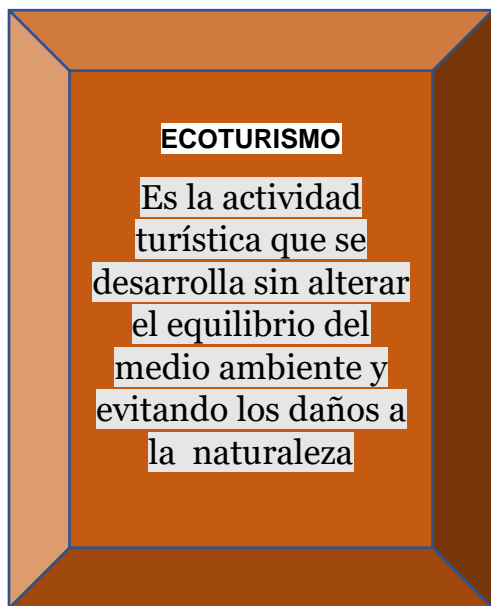 ECOTURISMO
Es la actividad
turística que se
desarrolla sin alterar
el equilibrio del
medio ambiente y
evitando los daños a
la  naturaleza